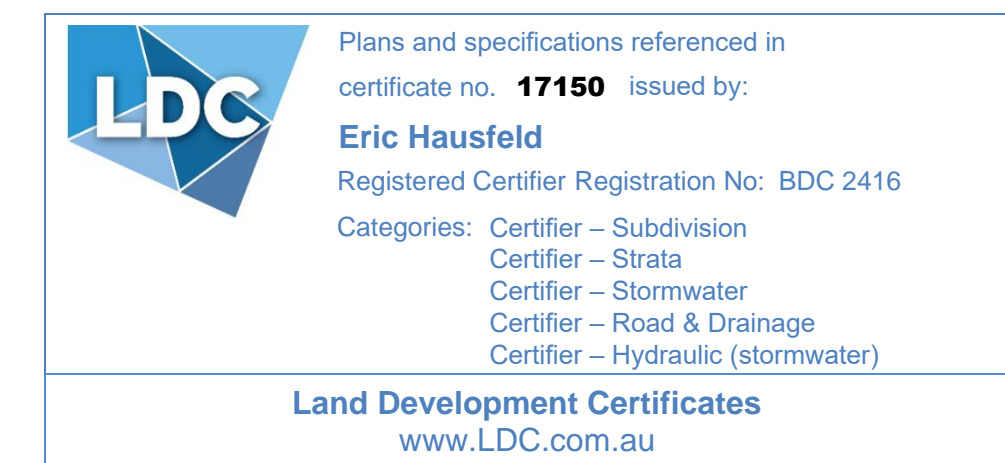 LDC
Plans and specifications referenced in
certificate no. 17150 issued by:
Eric Hausfeld
Registered Certifier Registration No: BDC 2416
Categories: Certifier – Subdivision
Certifier – Strata
Certifier – Stormwater
Certifier – Road & Drainage
Certifier – Hydraulic (stormwater)
Land Development Certificates
www.LDC.com.au